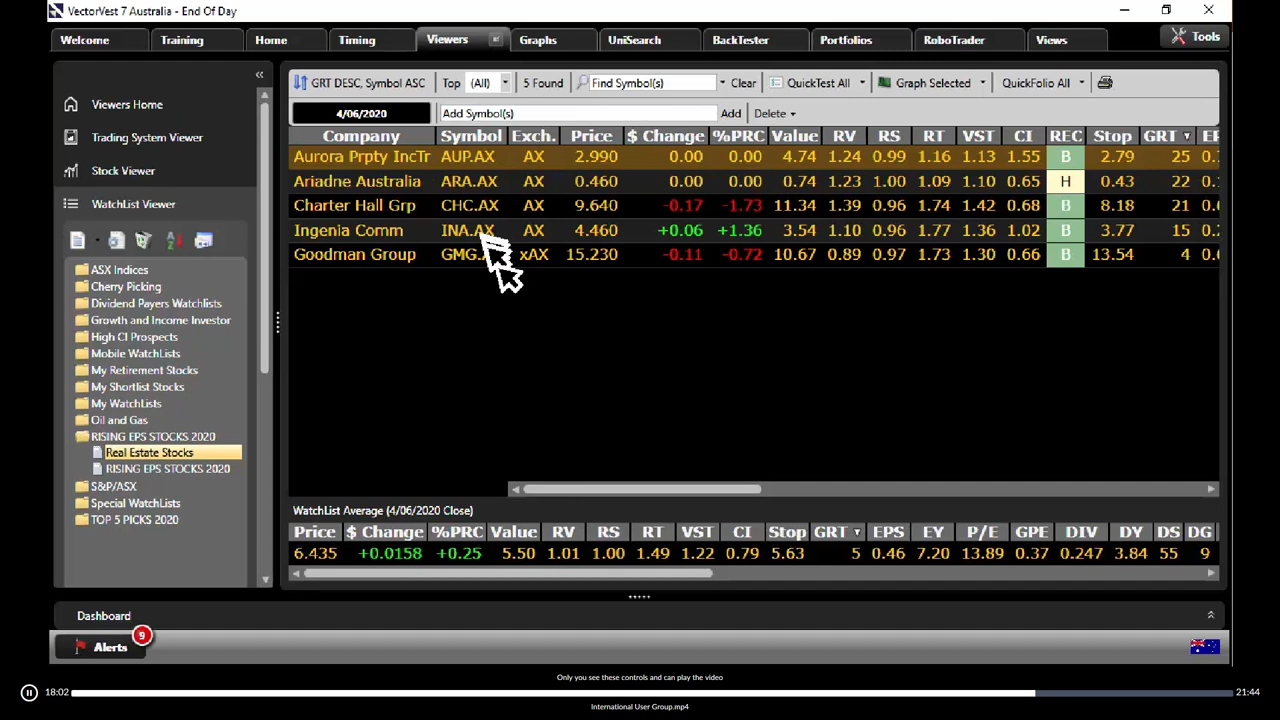 VectorVest 7 Australia - End Of Day
Welcome Training Home Timing Viewers Graphs UniSearch BackTester Portfolios RoboTrader Views Tools
GRT DESC, Symbol ASC Top (All) 5 Found Find Symbol(s) Clear QuickTest All Graph Selected QuickFolio All
4/06/2020 Add Symbol(s) Add Delete
Company Symbol Exch. Price $ Change %PRC Value RV RS RT VST CI REC Stop GRT
Aurora Prpty IncTr AUP.AX AX 2.990 0.00 0.00 4.74 1.24 0.99 1.16 1.13 1.55 B 2.79 25
Ariadne Australia ARA.AX AX 0.460 0.00 0.00 0.74 1.23 1.00 1.09 1.10 0.65 H 0.43 22
Charter Hall Grp CHC.AX AX 9.640 -0.17 -1.73 11.34 1.39 0.96 1.74 1.42 0.68 B 8.18 21
Ingenia Comm INA.AX AX 4.460 +0.06 +1.36 3.54 1.10 0.96 1.77 1.36 1.02 B 3.77 15
Goodman Group xAX 15.230 -0.11 -0.72 10.67 0.89 0.97 1.73 1.30 0.66 B 13.54 4
Viewers Home
Trading System Viewer
Stock Viewer
WatchList Viewer
ASX Indices
Cherry Picking
Dividend Payers Watchlists
Growth and Income Investor
High CI Prospects
Mobile WatchLists
My Retirement Stocks
My Shortlist Stocks
My WatchLists
Oil and Gas
RISING EPS STOCKS 2020
Real Estate Stocks
RISING EPS STOCKS 2020
S&P/ASX
Special WatchLists
TOP 5 PICKS 2020
WatchList Average (4/06/2020 Close)
Price $ Change %PRC Value RV RS RT VST CI Stop GRT EPS EY P/E GPE DIV DY DS DG
6.435 +0.0158 +0.25 5.50 1.01 1.00 1.49 1.22 0.79 5.63 5 0.46 7.20 13.89 0.37 0.247 3.84 55 9
Dashboard
Alerts 9
Only you see these controls and can play the video
18:02 21:44
International User Group.mp4